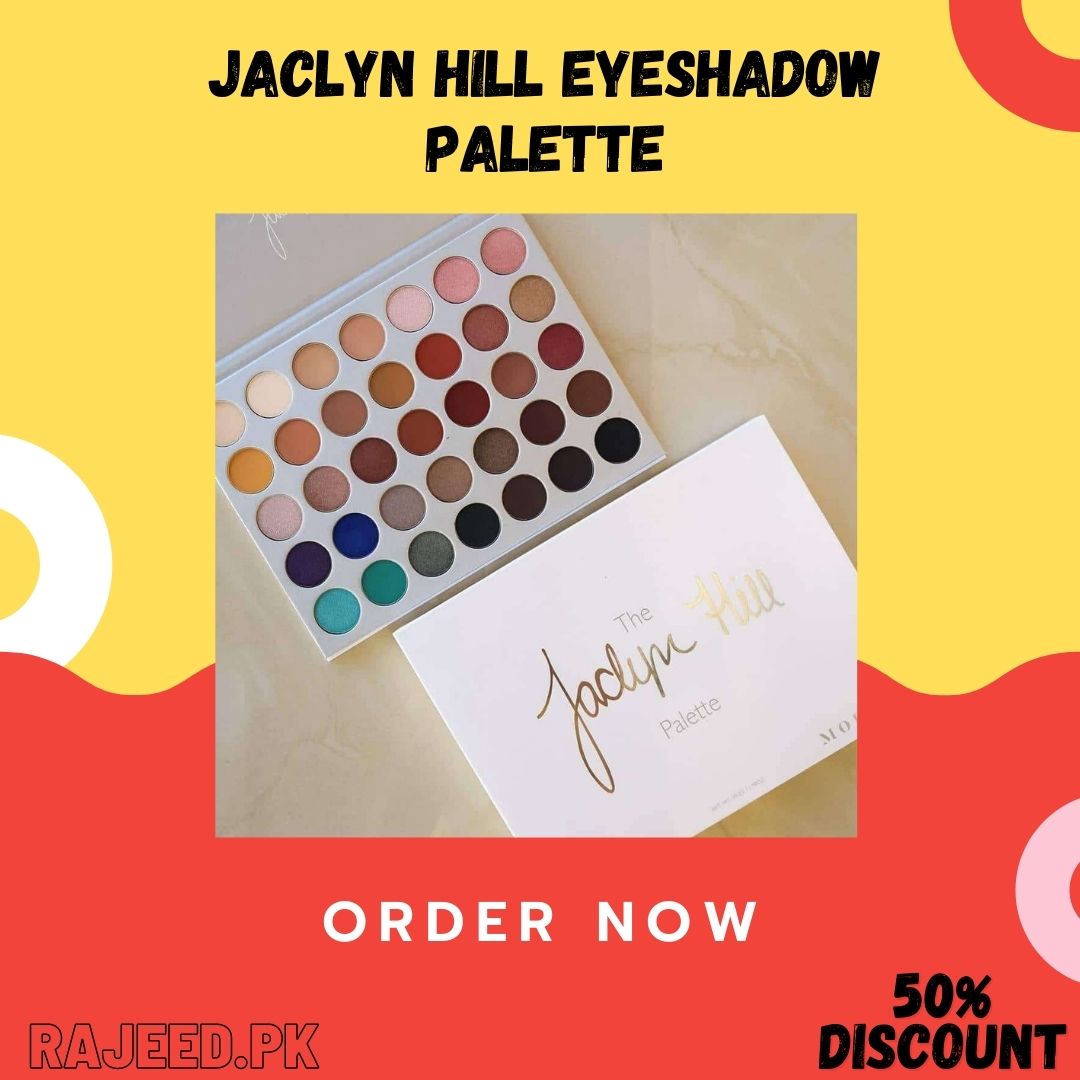 JACLYN HILL EYESHADOW
PALETTE
The
Jaclyn Hill
Palette
ORDER NOW
50%
DISCOUNT
RAJEED.PK